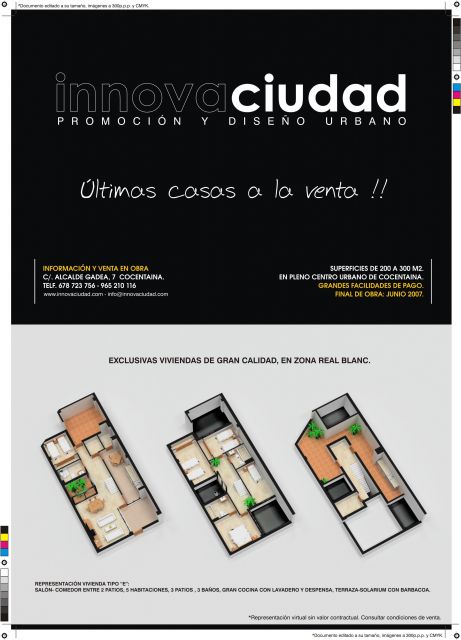 *Documento editado a su tamaño, imágenes a 300p.p.p. y CMYK.
innovaciudad
PROMOCIÓN Y DISEÑO URBANO
Últimas casas a la venta !!
INFORMACIÓN Y VENTA EN OBRA
C/. ALCALDE GADEA, 7 COCENTAINA.
TELF. 678 723 756 - 965 210 116
www.innovaciudad.com - info@innovaciudad.com
SUPERFICIES DE 200 A 300 M2.
EN PLENO CENTRO URBANO DE COCENTAINA.
GRANDES FACILIDADES DE PAGO.
FINAL DE OBRA: JUNIO 2007.
EXCLUSIVAS VIVIENDAS DE GRAN CALIDAD, EN ZONA REAL BLANC.
REPRESENTACIÓN VIVIENDA TIPO "E":
SALÓN- COMEDOR ENTRE 2 PATIOS, 5 HABITACIONES, 3 PATIOS , 3 BAÑOS, GRAN COCINA CON LAVADERO Y DESPENSA, TERRAZA-SOLARIUM CON BARBACOA.
*Representación virtual sin valor contractual. Consultar condiciones de venta.
*Documento editado a su tamaño, imágenes a 300p.p.p. y CMYK.